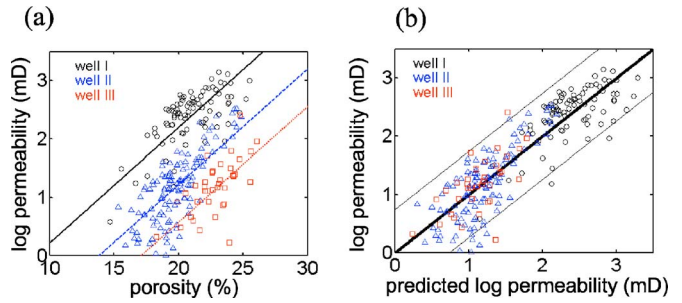 (a)
(b)
log permeability (mD)
3
2
1
0
well I
well II
well III
10
15
20
25
30
porosity (%)
log permeability (mD)
3
2
1
0
well I
well II
well III
0
1
2
3
predicted log permeability (mD)